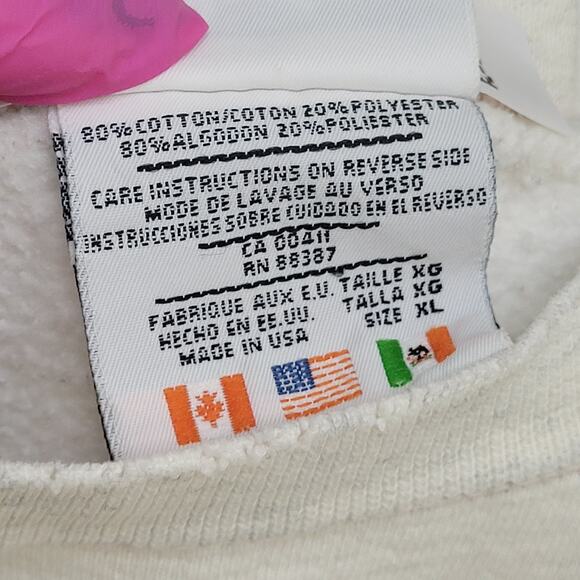 80% COTTON/COTON 20% POLYESTER
80% ALGODON 20% POLIESTER
CARE INSTRUCTIONS ON REVERSE SIDE
MODE DE LAVAGE AU VERSO
INSTRUCCIONES SOBRE CUIDADO EN EL REVERSO
CA 00411
RN 88387
FABRIQUE AUX E.U. TAILLE XG
HECHO EN EE.UU. TALLA XG
MADE IN USA SIZE XL